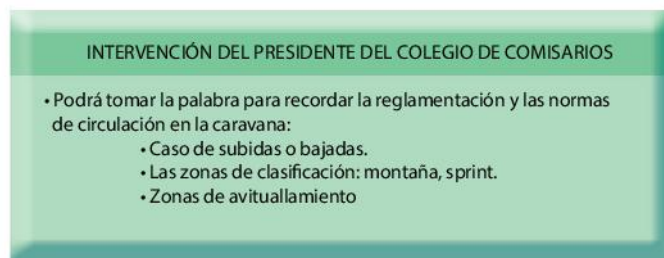 INTERVENCIÓN DEL PRESIDENTE DEL COLEGIO DE COMISARIOS
• Podrá tomar la palabra para recordar la reglamentación y las normas
de circulación en la caravana:
• Caso de subidas o bajadas.
• Las zonas de clasificación: montaña, sprint.
• Zonas de avituallamiento